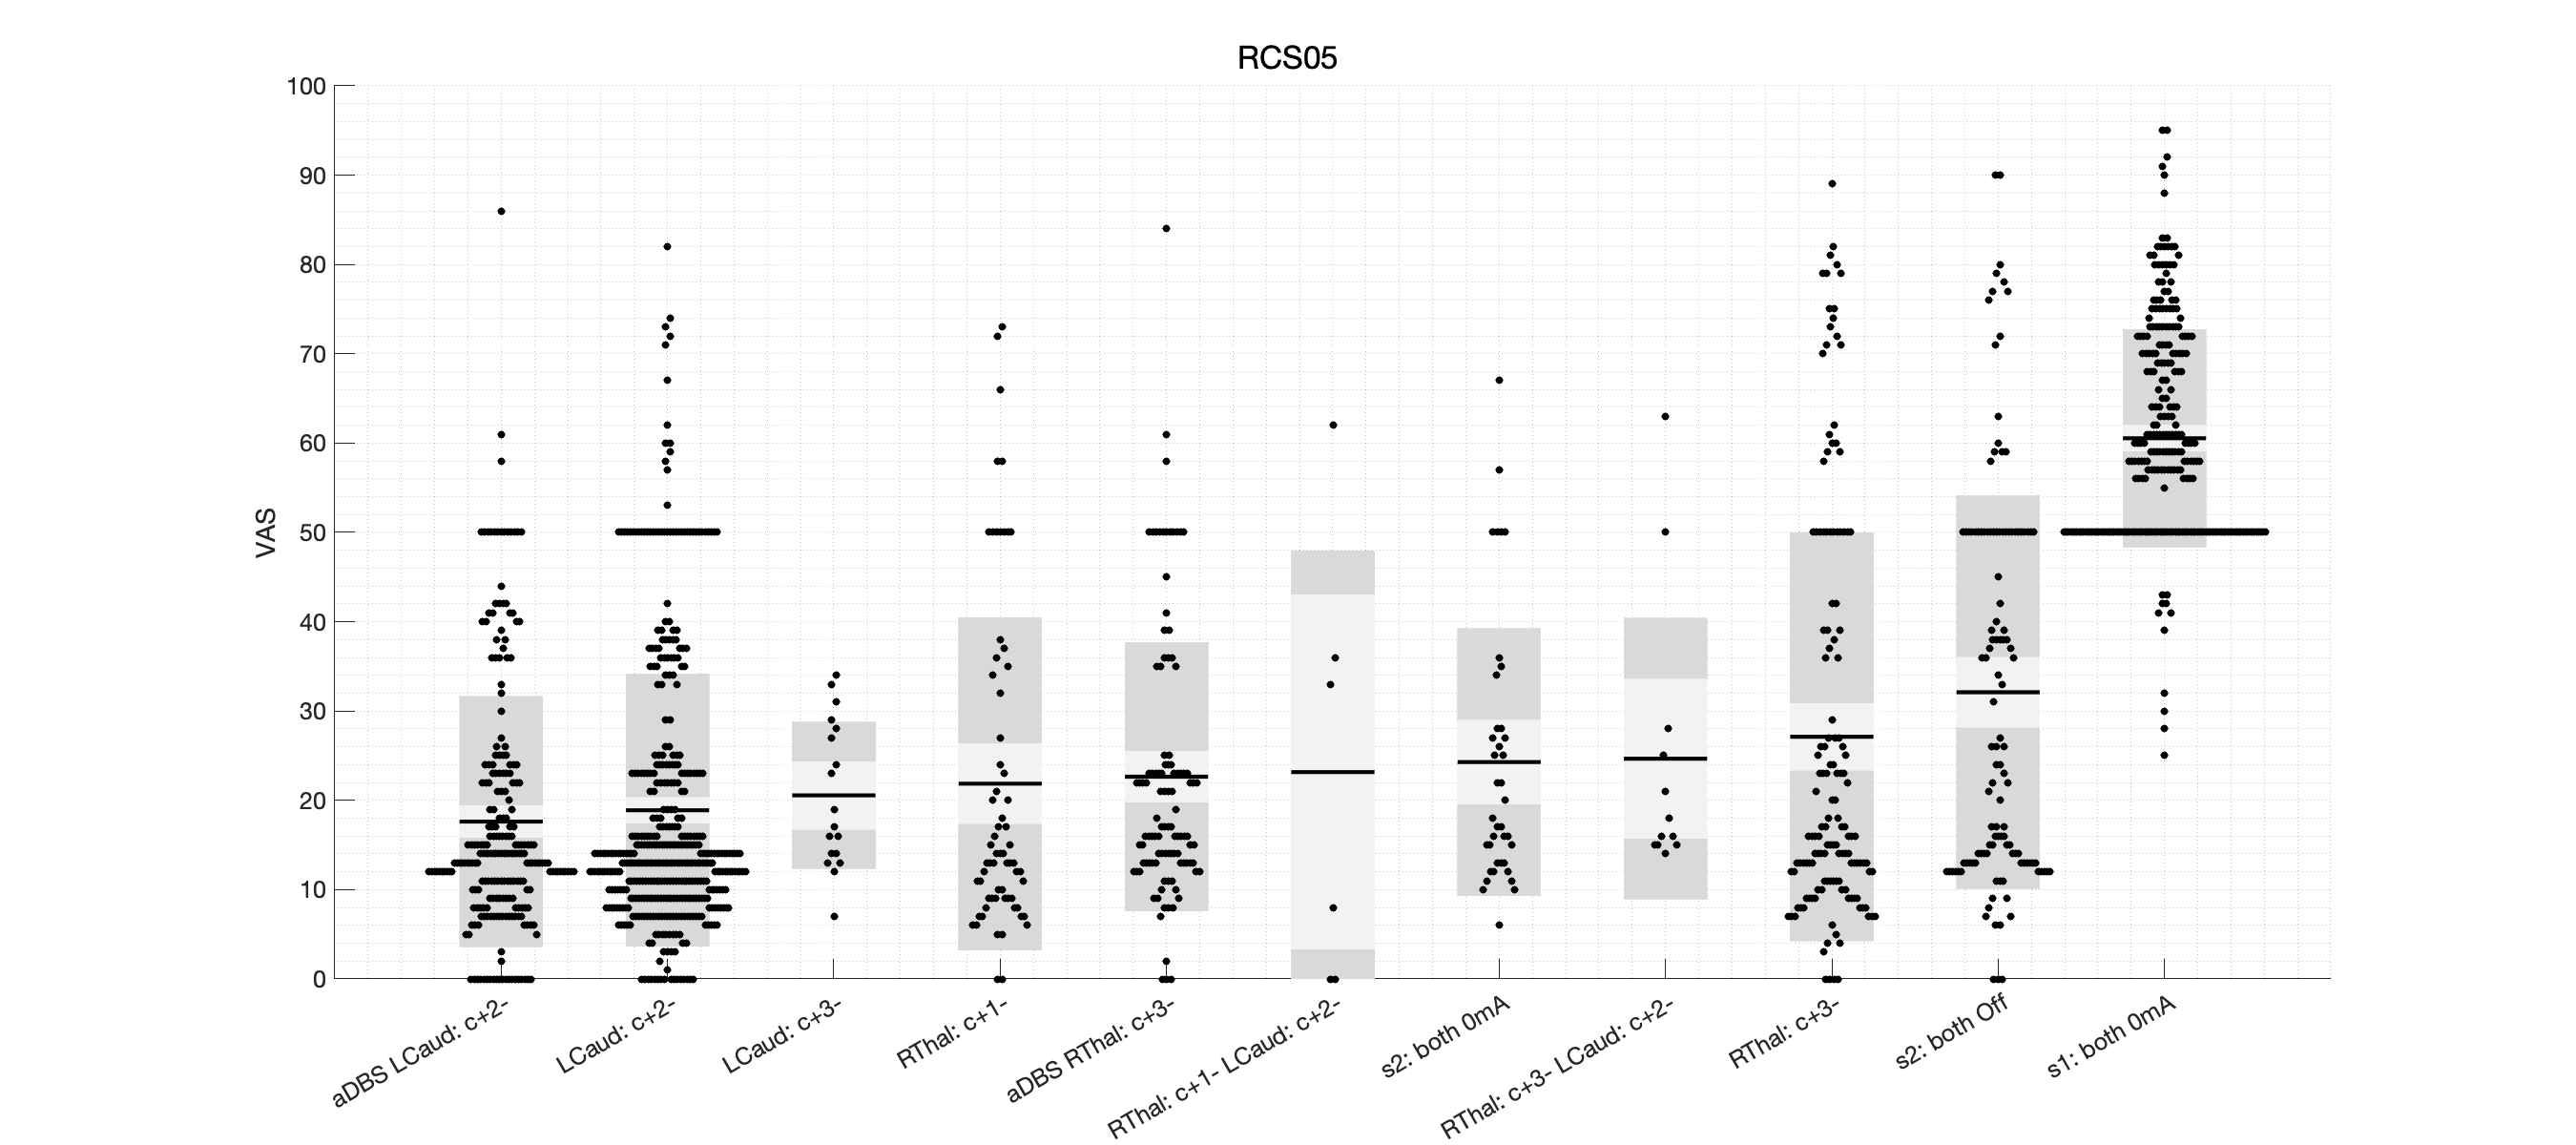 RCS05
100
90
80
70
60
50
40
30
20
10
0
VAS
aDBS LCaud: c+2-
LCaud: c+2-
LCaud: c+3-
RThal: c+1-
aDBS RThal: c+3-
RThal: c+1- LCaud: c+2-
s2: both 0mA
RThal: c+3- LCaud: c+2-
RThal: c+3-
s2: both Off
s1: both 0mA